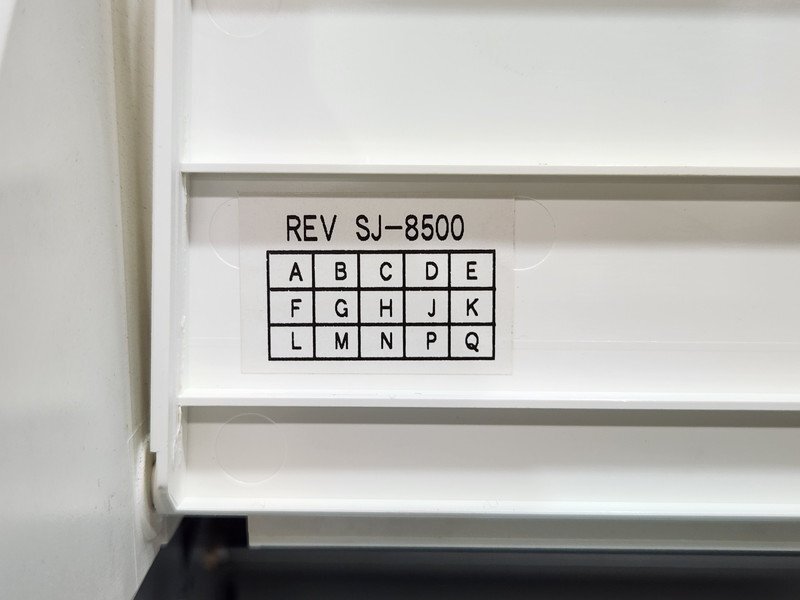 REV SJ-8500
A B C D E
F G H J K
L M N P Q